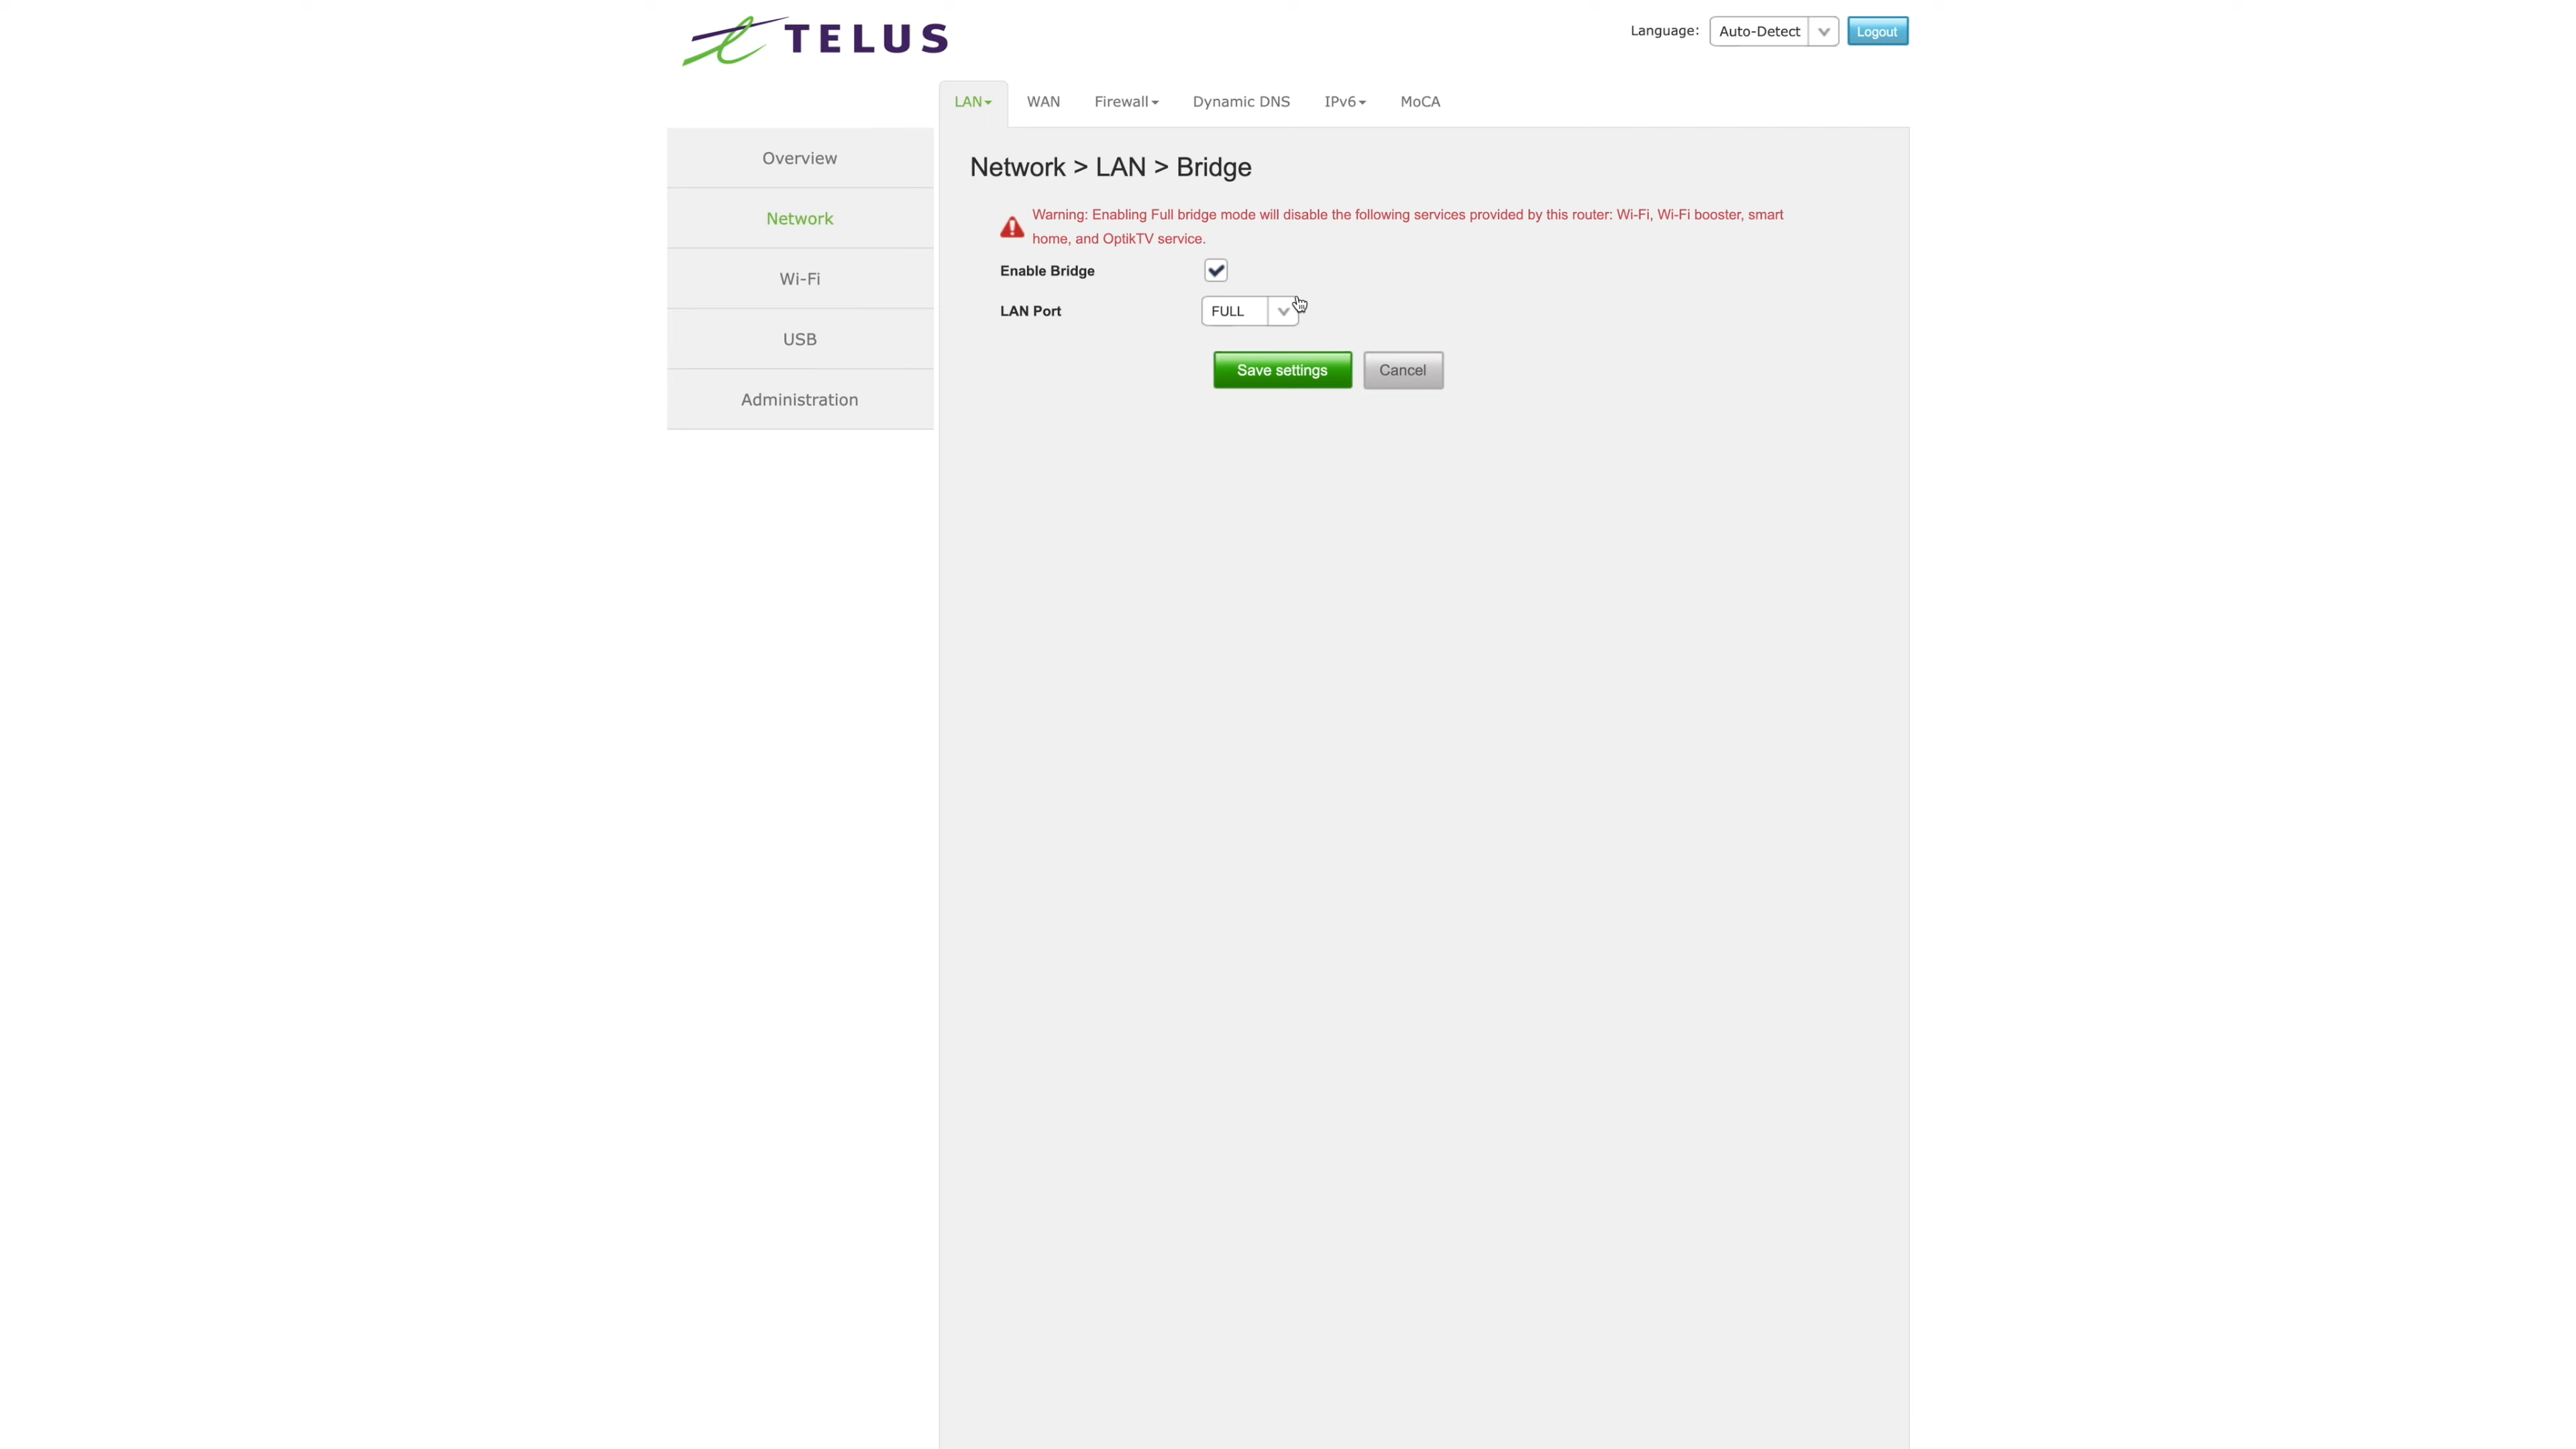 TELUS
Language: Auto-Detect Logout
LAN WAN Firewall Dynamic DNS IPv6 MoCA
Overview
Network
Wi-Fi
USB
Administration
Network > LAN > Bridge
Warning: Enabling Full bridge mode will disable the following services provided by this router: Wi-Fi, Wi-Fi booster, smart
home, and OptikTV service.
Enable Bridge
LAN Port FULL
Save settings Cancel